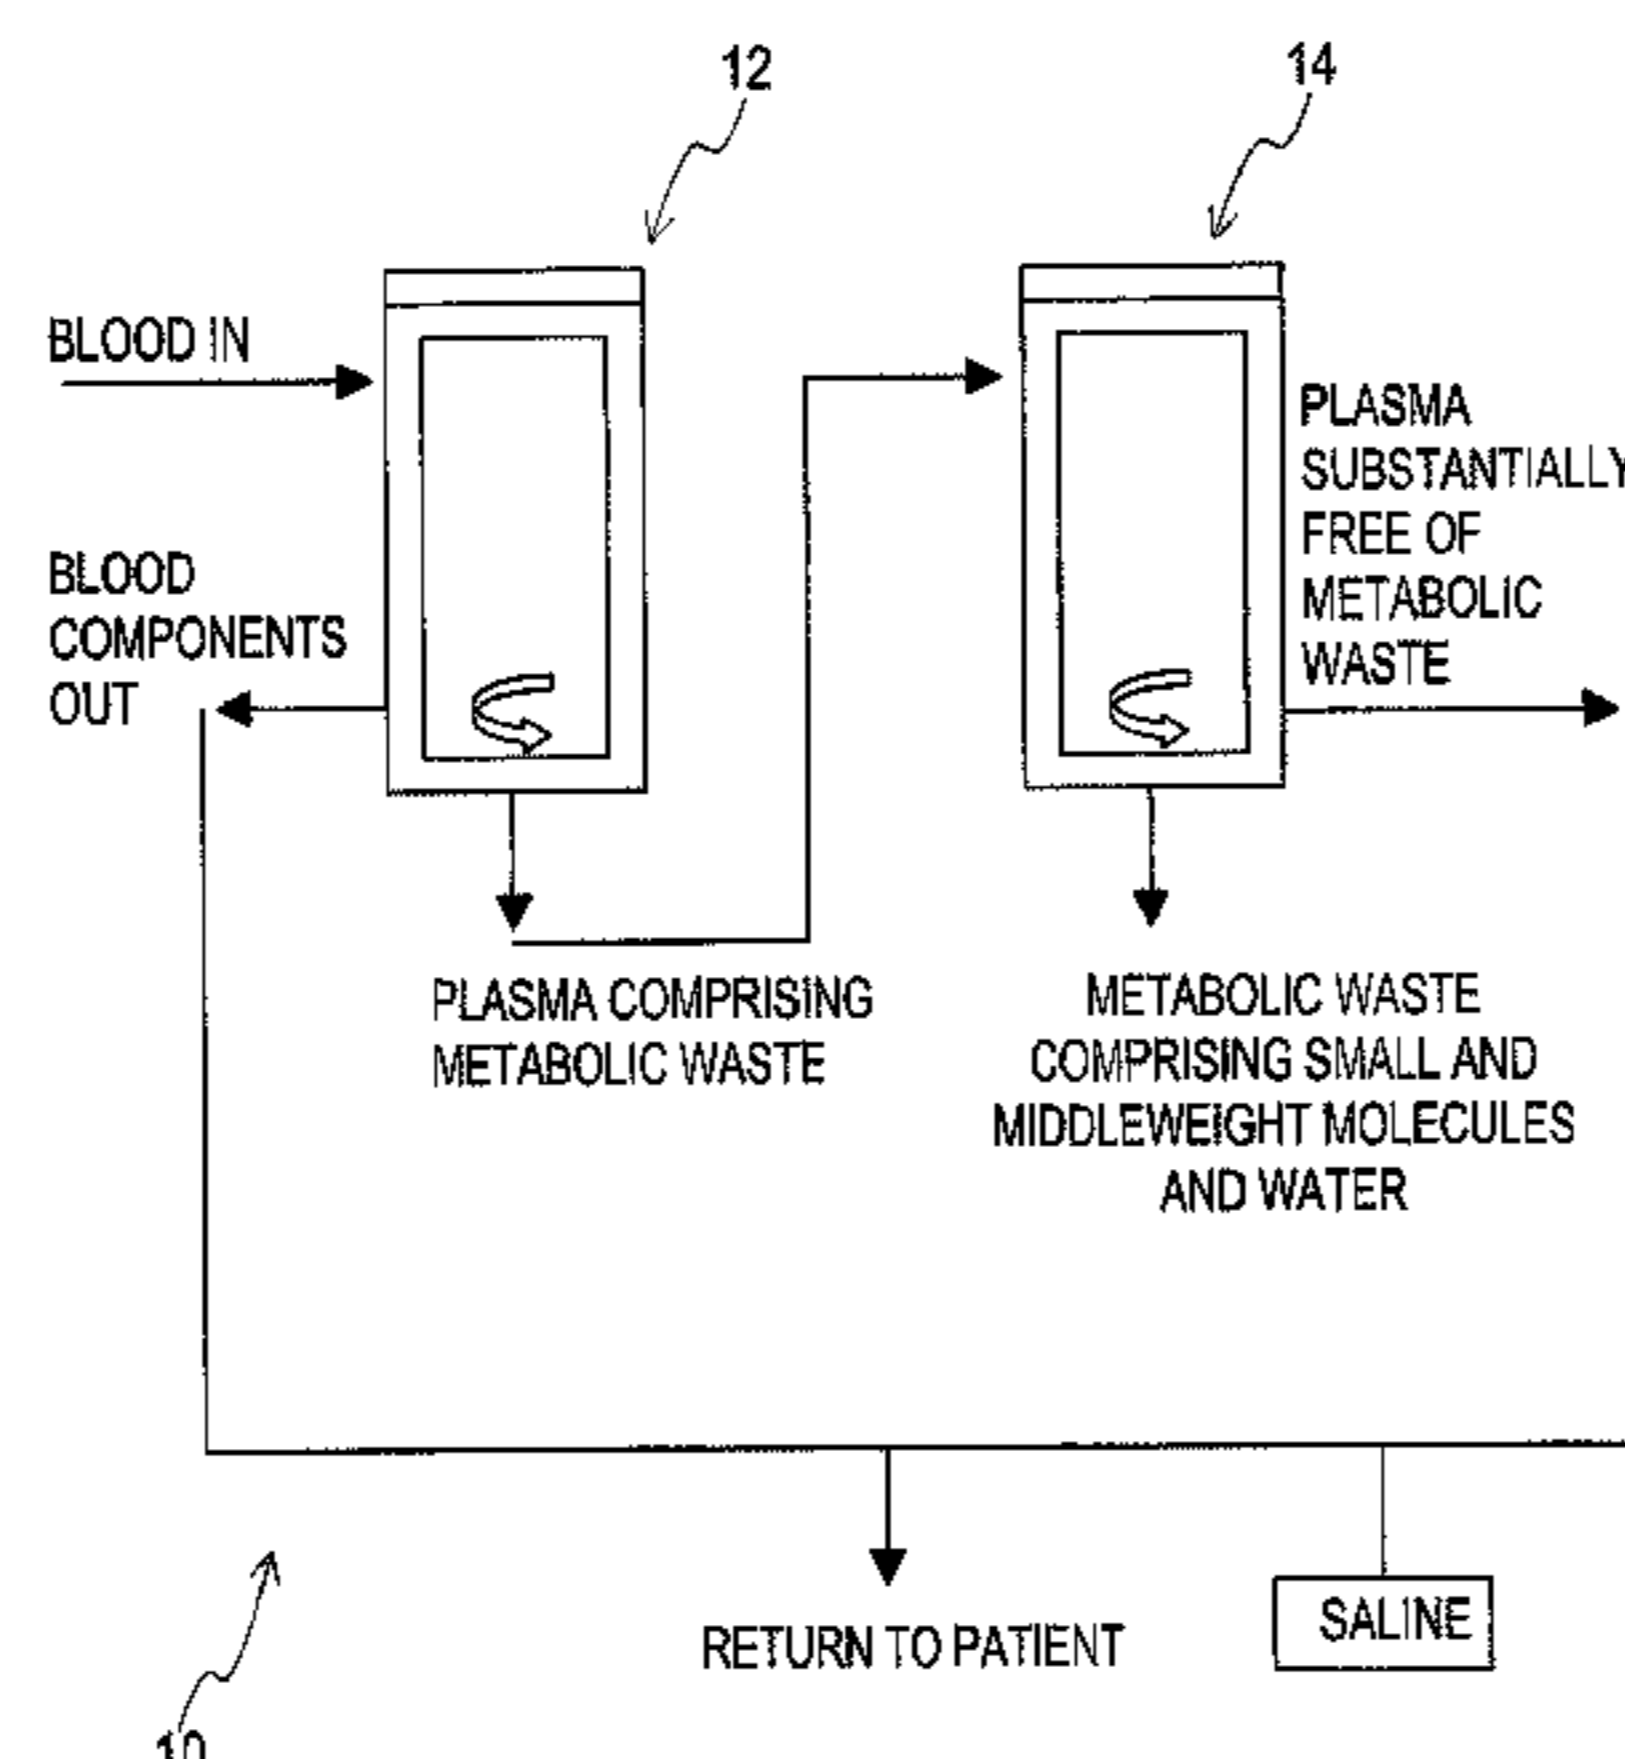 12
14
BLOOD IN
PLASMA
SUBSTANTIALLY
FREE OF
METABOLIC
WASTE
BLOOD
COMPONENTS
OUT
PLASMA COMPRISING
METABOLIC WASTE
METABOLIC WASTE
COMPRISING SMALL AND
MIDDLEWEIGHT MOLECULES
AND WATER
RETURN TO PATIENT
SALINE
10